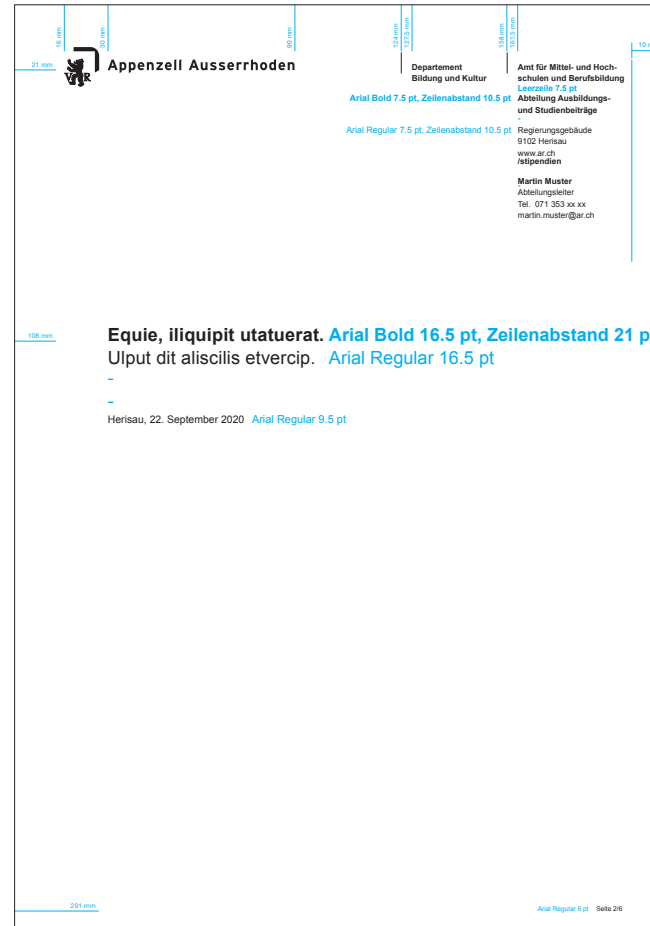 16 mm
30 mm
90 mm
124 mm
127.5 mm
158 mm
161.5 mm
10 m
21 mm
VR
Appenzell Ausserrhoden
Departement
Bildung und Kultur
Amt für Mittel- und Hoch-
schulen und Berufsbildung
Leerzeile 7.5 pt
Arial Bold 7.5 pt, Zeilenabstand 10.5 pt Abteilung Ausbildungs-
und Studienbeiträge
-
Arial Regular 7.5 pt, Zeilenabstand 10.5 pt Regierungsgebäude
9102 Herisau
www.ar.ch
/stipendien
-
Martin Muster
Abteilungsleiter
Tel. 071 353 xx xx
martin.muster@ar.ch
108 mm
Equie, iliquipit utatuerat. Arial Bold 16.5 pt, Zeilenabstand 21 p
Ulput dit aliscilis etvercip. Arial Regular 16.5 pt
-
-
Herisau, 22. September 2020 Arial Regular 9.5 pt
291 mm
Arial Regular 6 pt Seite 2/6